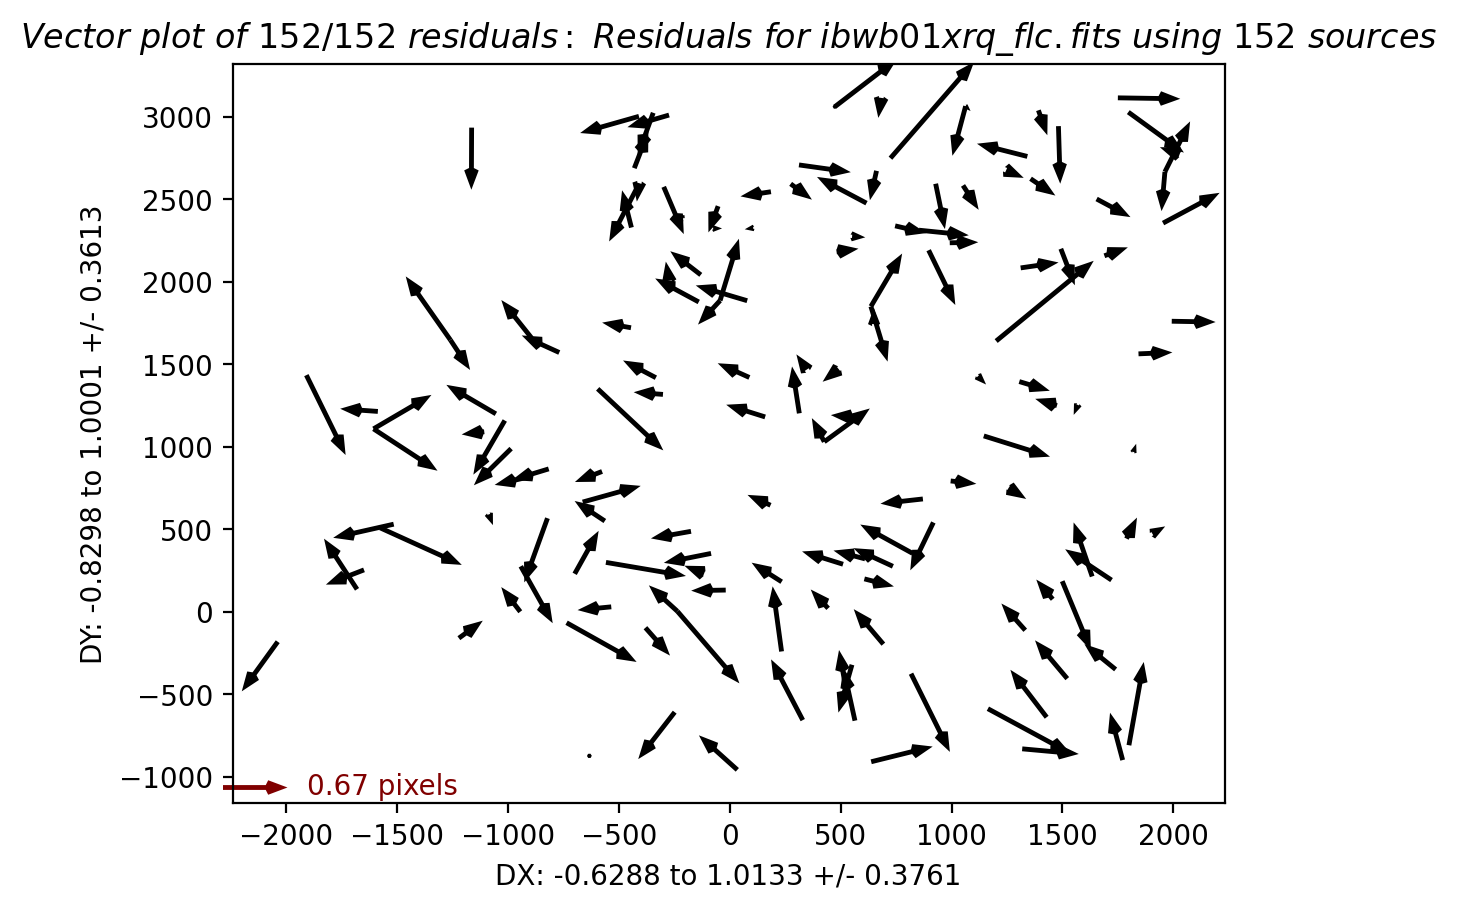 Vector plot of 152/152 residuals: Residuals for ibwb01xrq_flc.fits using 152 sources
3000
2500
2000
1500
1000
500
0
−500
−1000
DY: -0.8298 to 1.0001 +/- 0.3613
0.67 pixels
−2000 −1500 −1000 −500 0 500 1000 1500 2000
DX: -0.6288 to 1.0133 +/- 0.3761